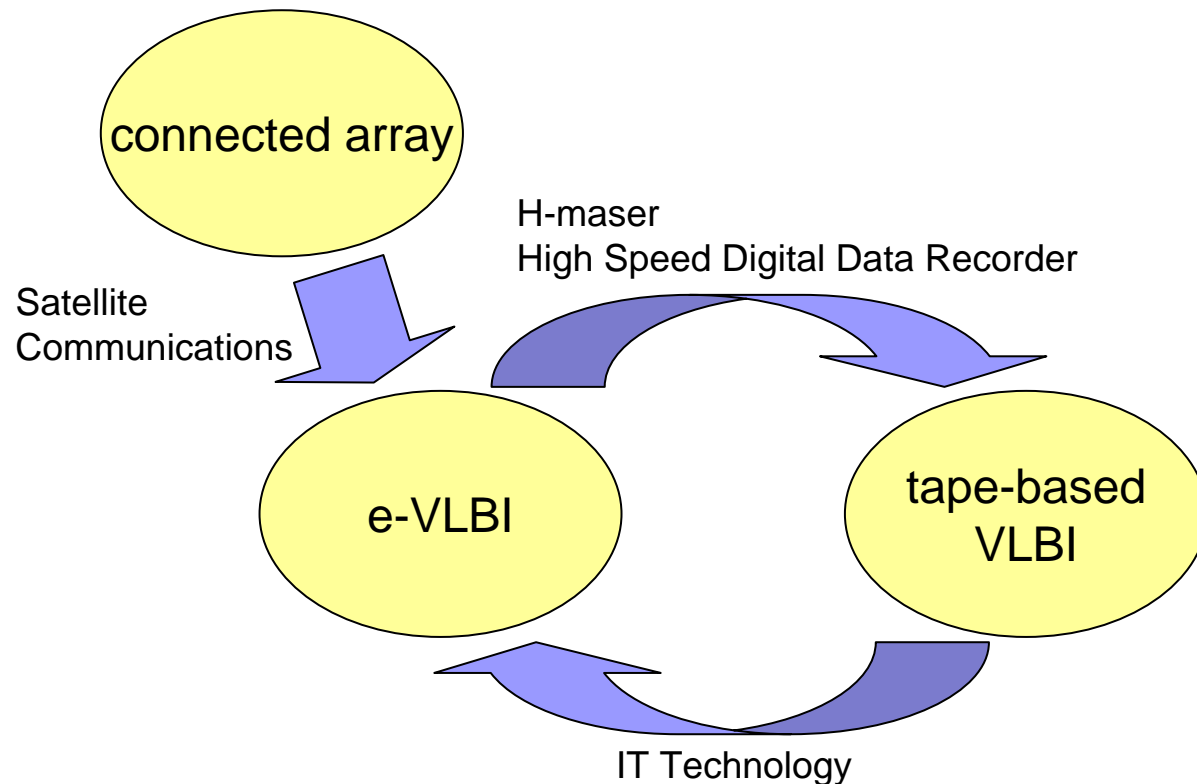 connected array
H-maser
High Speed Digital Data Recorder
Satellite
Communications
e-VLBI
tape-based
VLBI
IT Technology